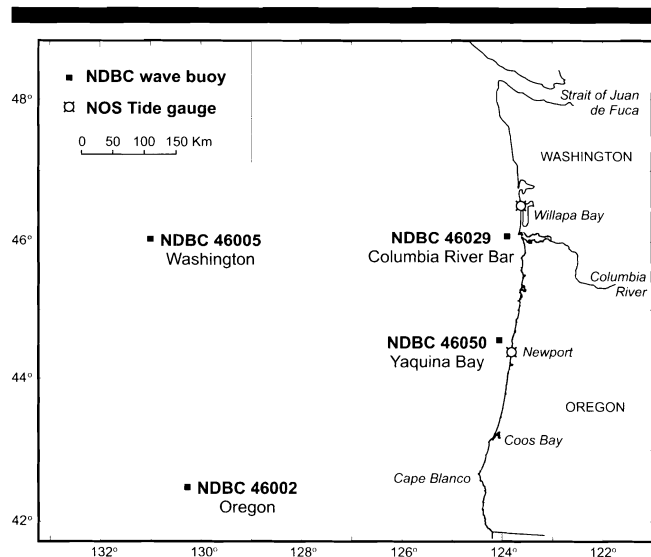 NDBC wave buoy
NOS Tide gauge
0 50 100 150 Km
48°
46°
44°
42°
Strait of Juan
de Fuca
WASHINGTON
Willapa Bay
NDBC 46005
Washington
NDBC 46029
Columbia River Bar
Columbia
River
NDBC 46050
Yaquina Bay
Newport
OREGON
Coos Bay
Cape Blanco
NDBC 46002
Oregon
132° 130° 128° 126° 124° 122°